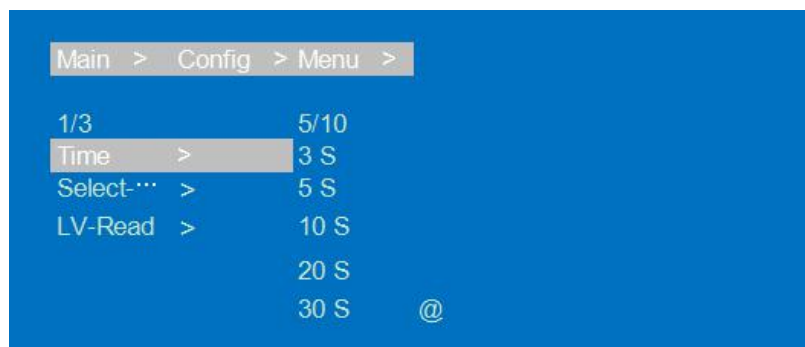 Main > Config > Menu >
1/3 5/10
Time > 3 S
Select-··· > 5 S
LV-Read > 10 S
20 S
30 S @